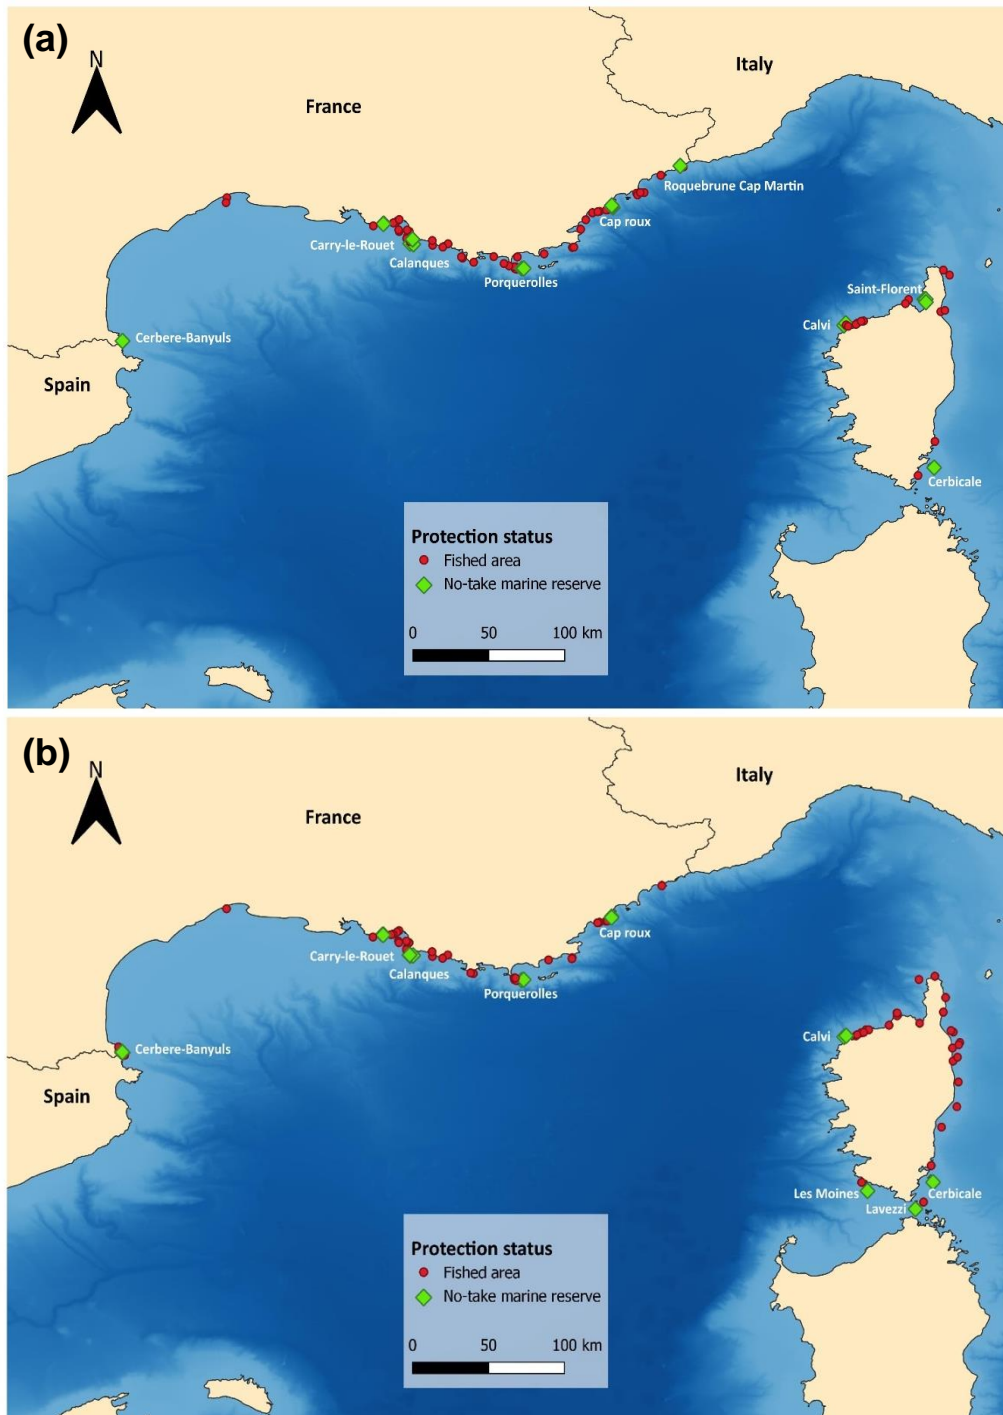 (a)
N
Italy
France
Roquebrune Cap Martin
Cap roux
Carry-le-Rouet
Calanques
Porquerolles
Saint-Florent
Calvi
Cerbere-Banyuls
Spain
Cerbicale
Protection status
Fished area
No-take marine reserve
0 50 100 km
(b)
N
Italy
France
Cap roux
Carry-le-Rouet
Calanques
Porquerolles
Calvi
Cerbere-Banyuls
Spain
Les Moines
Cerbicale
Lavezzi
Protection status
Fished area
No-take marine reserve
0 50 100 km